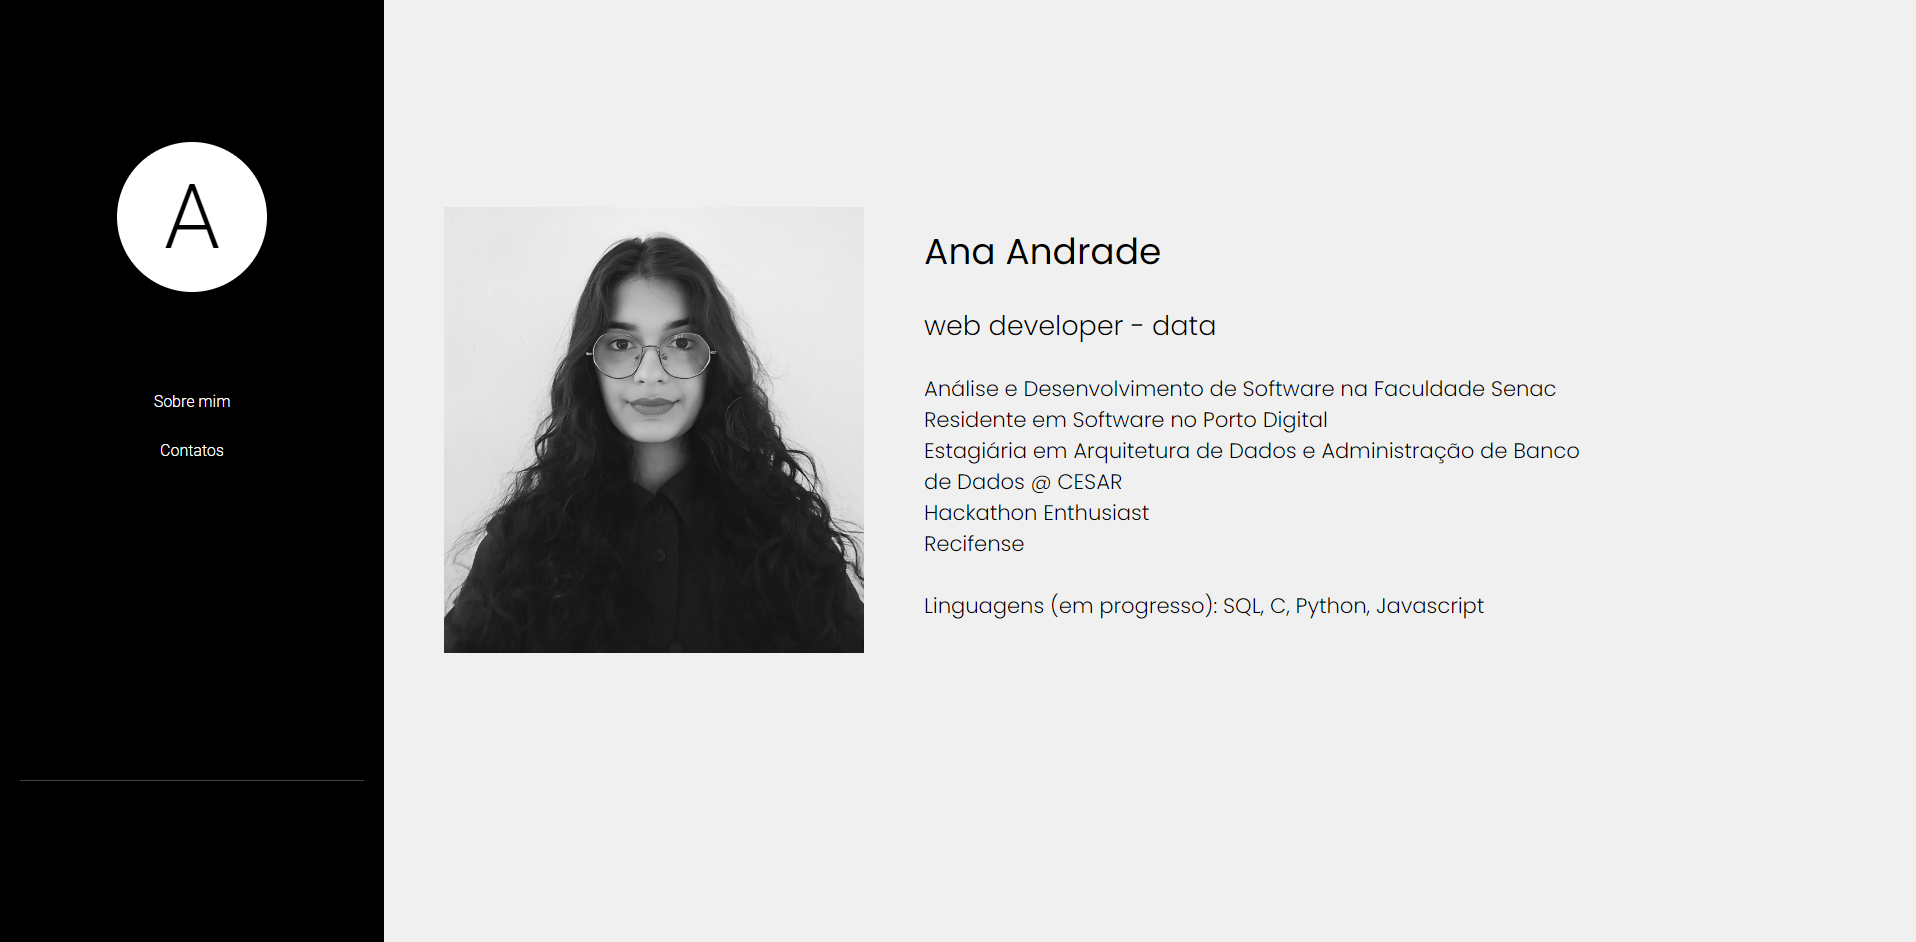 A
Sobre mim
Contatos
Ana Andrade
web developer - data
Análise e Desenvolvimento de Software na Faculdade Senac
Residente em Software no Porto Digital
Estagiária em Arquitetura de Dados e Administração de Banco
de Dados @ CESAR
Hackathon Enthusiast
Recifense
Linguagens (em progresso): SQL, C, Python, Javascript